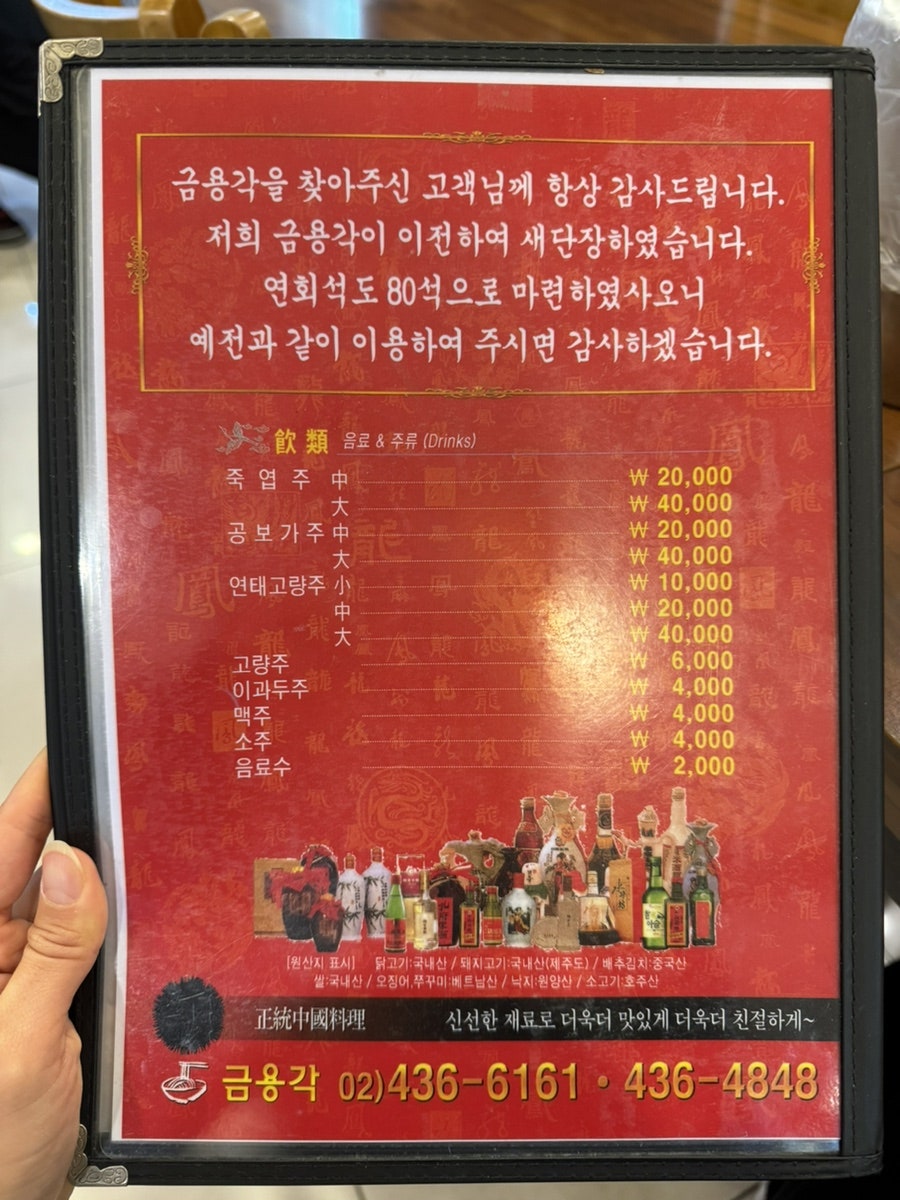 금용각을 찾아주신 고객님께 항상 감사드립니다.
저희 금용각이 이전하여 새단장하였습니다.
연회석도 80석으로 마련하였사오니
예전과 같이 이용하여 주시면 감사하겠습니다.
飮類 음료 & 주류 (Drinks)
죽엽주 中 ₩ 20,000
大 ₩ 40,000
공보가주 中 ₩ 20,000
大 ₩ 40,000
연태고량주 小 ₩ 10,000
中 ₩ 20,000
大 ₩ 40,000
고량주 ₩ 6,000
이과두주 ₩ 4,000
맥주 ₩ 4,000
소주 ₩ 4,000
음료수 ₩ 2,000
[원산지 표시] 닭고기:국내산 / 돼지고기:국내산(제주도) / 배추김치:중국산
쌀:국내산 / 오징어,쭈꾸미:베트남산 / 낙지:원양산 / 소고기:호주산
正統中國料理 신선한 재료로 더욱더 맛있게 더욱더 친절하게~
금용각 02)436-6161 · 436-4848